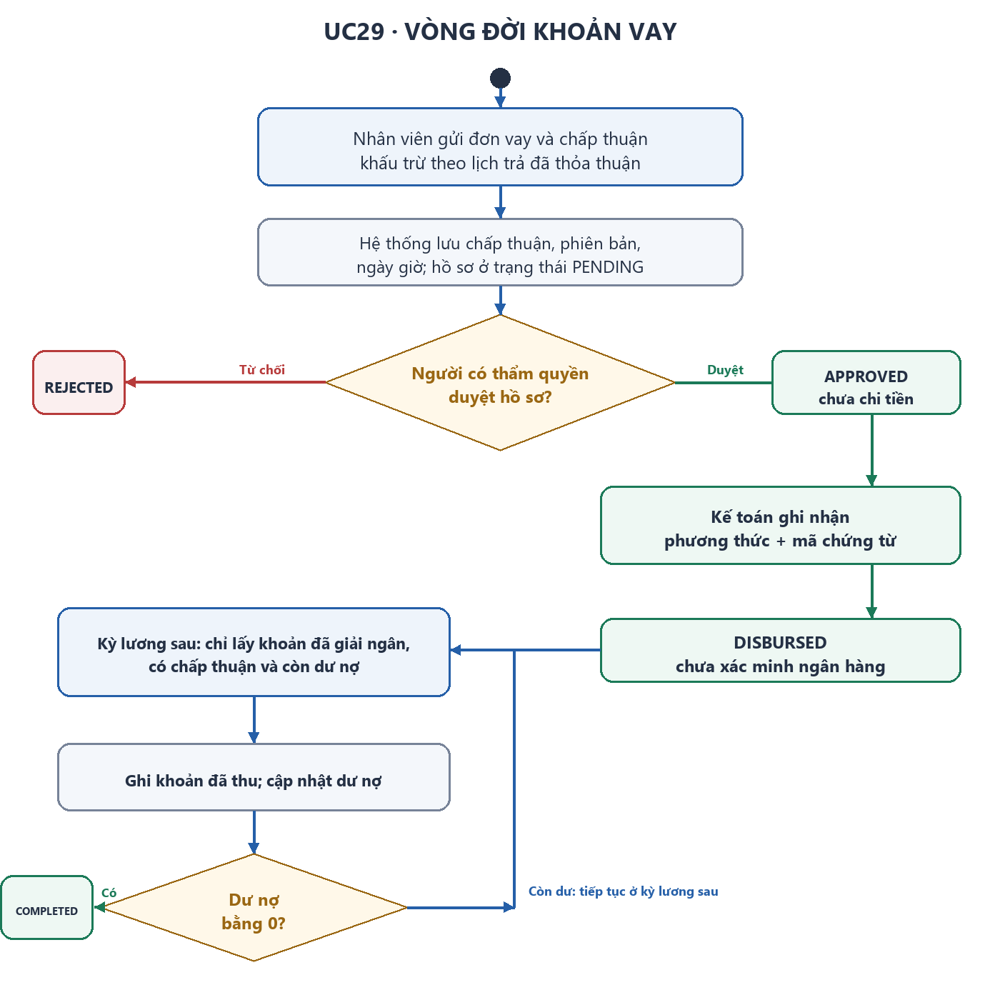 UC29 · VÒNG ĐỜI KHOẢN VAY
Nhân viên gửi đơn vay và chấp thuận
khấu trừ theo lịch trả đã thỏa thuận
Hệ thống lưu chấp thuận, phiên bản,
ngày giờ; hồ sơ ở trạng thái PENDING
Người có thẩm quyền
duyệt hồ sơ?
Từ chối
REJECTED
Duyệt
APPROVED
chưa chi tiền
Kế toán ghi nhận
phương thức + mã chứng từ
DISBURSED
chưa xác minh ngân hàng
Kỳ lương sau: chỉ lấy khoản đã giải ngân,
có chấp thuận và còn dư nợ
Ghi khoản đã thu; cập nhật dư nợ
Dư nợ
bằng 0?
Có
COMPLETED
Còn dư: tiếp tục ở kỳ lương sau